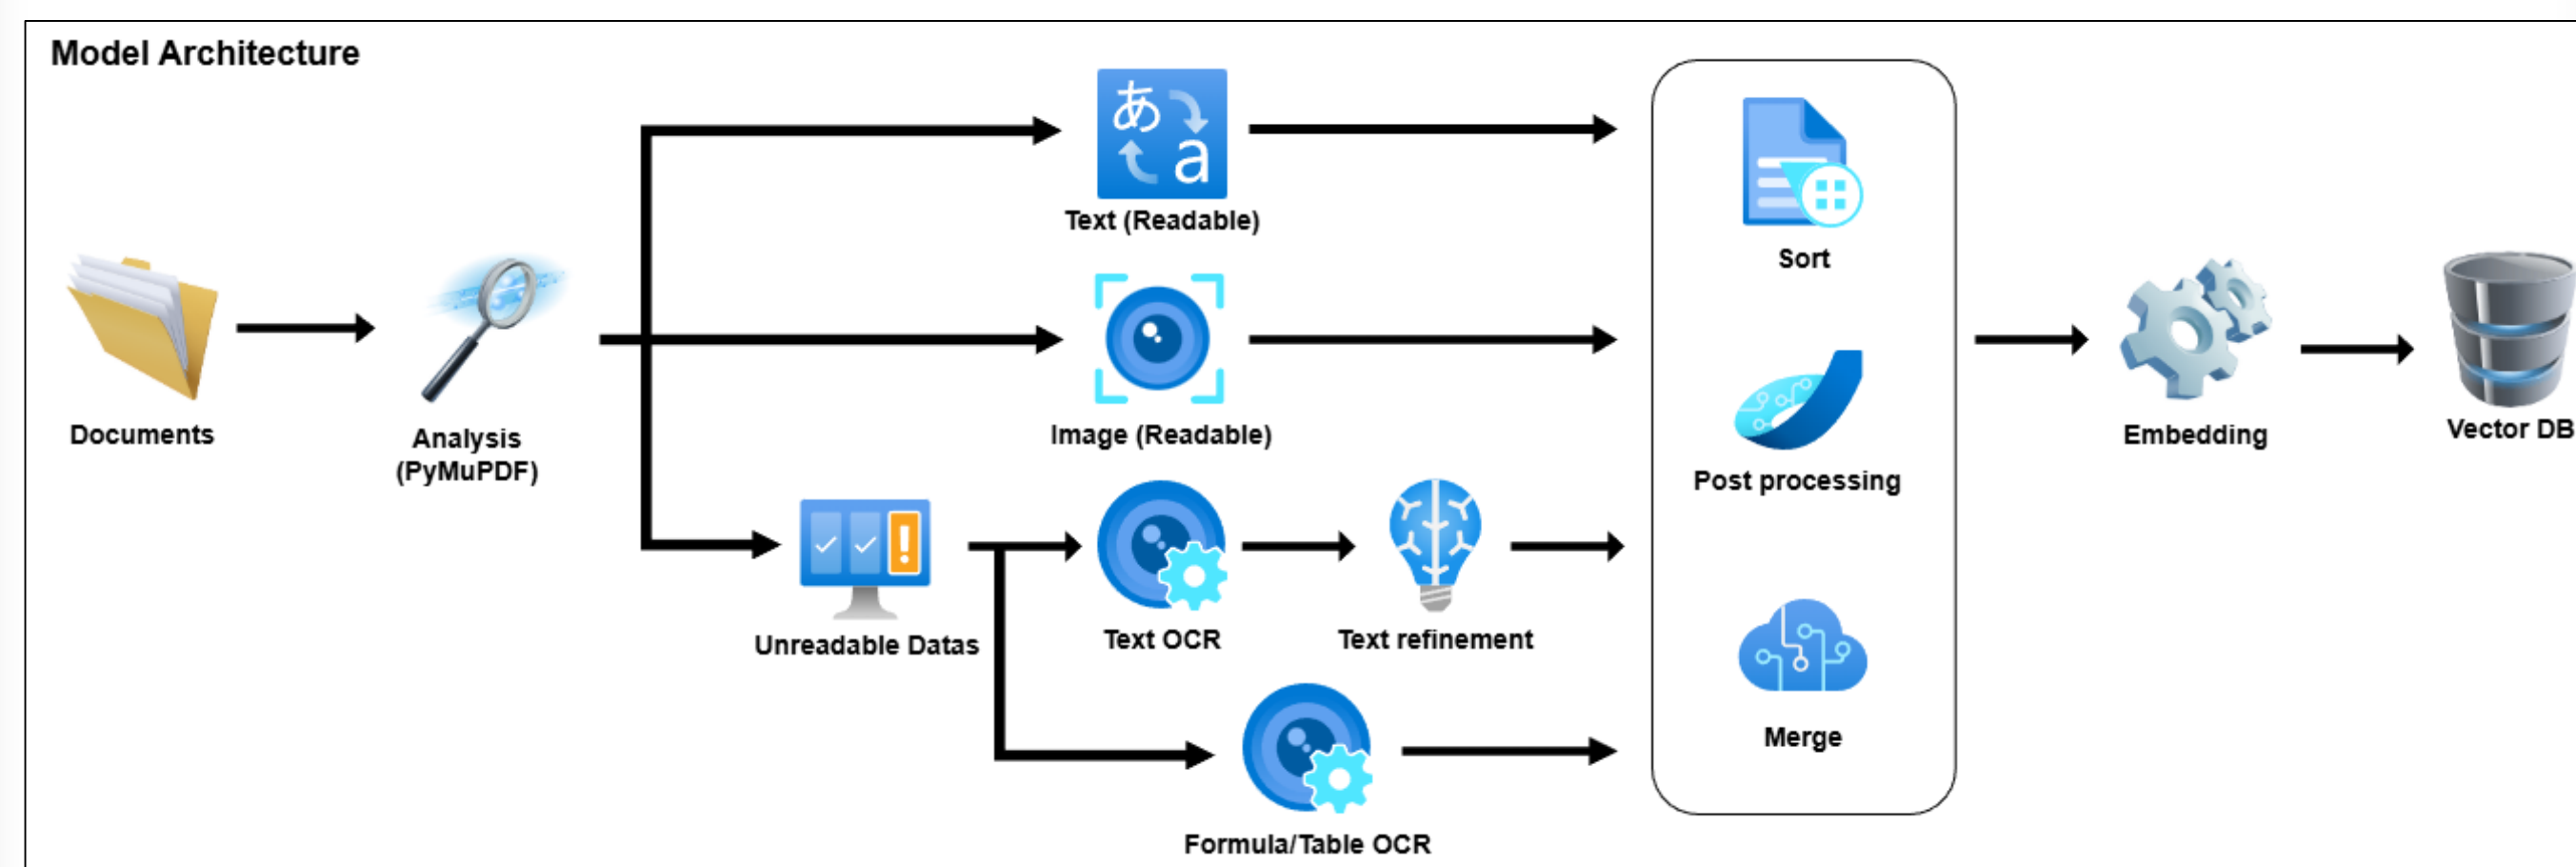 Model Architecture
あ
a
Text (Readable)
Sort
Documents
Analysis
(PyMuPDF)
Image (Readable)
Post processing
Embedding
Vector DB
Unreadable Datas
Text OCR
Text refinement
Merge
Formula/Table OCR